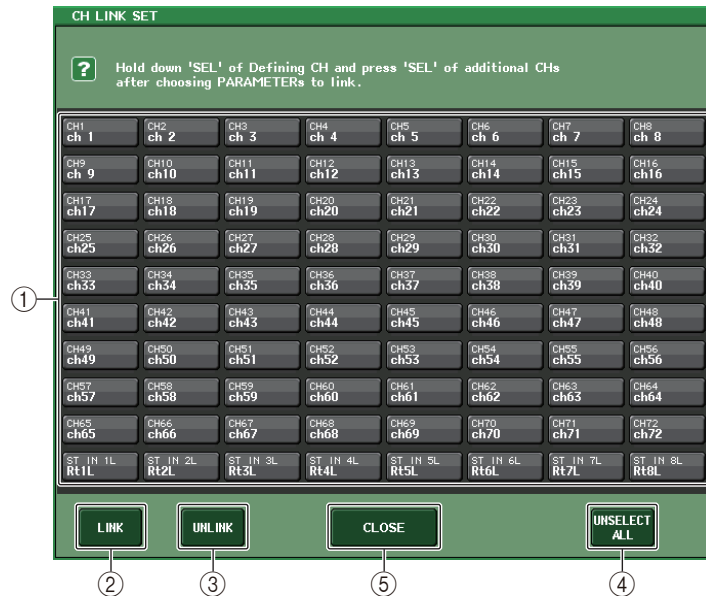 CH LINK SET
? Hold down 'SEL' of Defining CH and press 'SEL' of additional CHs
after choosing PARAMETERs to link.
CH1 CH2 CH3 CH4 CH5 CH6 CH7 CH8
ch 1 ch 2 ch 3 ch 4 ch 5 ch 6 ch 7 ch 8
CH9 CH10 CH11 CH12 CH13 CH14 CH15 CH16
ch 9 ch10 ch11 ch12 ch13 ch14 ch15 ch16
CH17 CH18 CH19 CH20 CH21 CH22 CH23 CH24
ch17 ch18 ch19 ch20 ch21 ch22 ch23 ch24
CH25 CH26 CH27 CH28 CH29 CH30 CH31 CH32
ch25 ch26 ch27 ch28 ch29 ch30 ch31 ch32
CH33 CH34 CH35 CH36 CH37 CH38 CH39 CH40
ch33 ch34 ch35 ch36 ch37 ch38 ch39 ch40
①
CH41 CH42 CH43 CH44 CH45 CH46 CH47 CH48
ch41 ch42 ch43 ch44 ch45 ch46 ch47 ch48
CH49 CH50 CH51 CH52 CH53 CH54 CH55 CH56
ch49 ch50 ch51 ch52 ch53 ch54 ch55 ch56
CH57 CH58 CH59 CH60 CH61 CH62 CH63 CH64
ch57 ch58 ch59 ch60 ch61 ch62 ch63 ch64
CH65 CH66 CH67 CH68 CH69 CH70 CH71 CH72
ch65 ch66 ch67 ch68 ch69 ch70 ch71 ch72
ST IN 1L ST IN 2L ST IN 3L ST IN 4L ST IN 5L ST IN 6L ST IN 7L ST IN 8L
Rt1L Rt2L Rt3L Rt4L Rt5L Rt6L Rt7L Rt8L
LINK UNLINK CLOSE UNSELECT
ALL
② ③ ⑤ ④